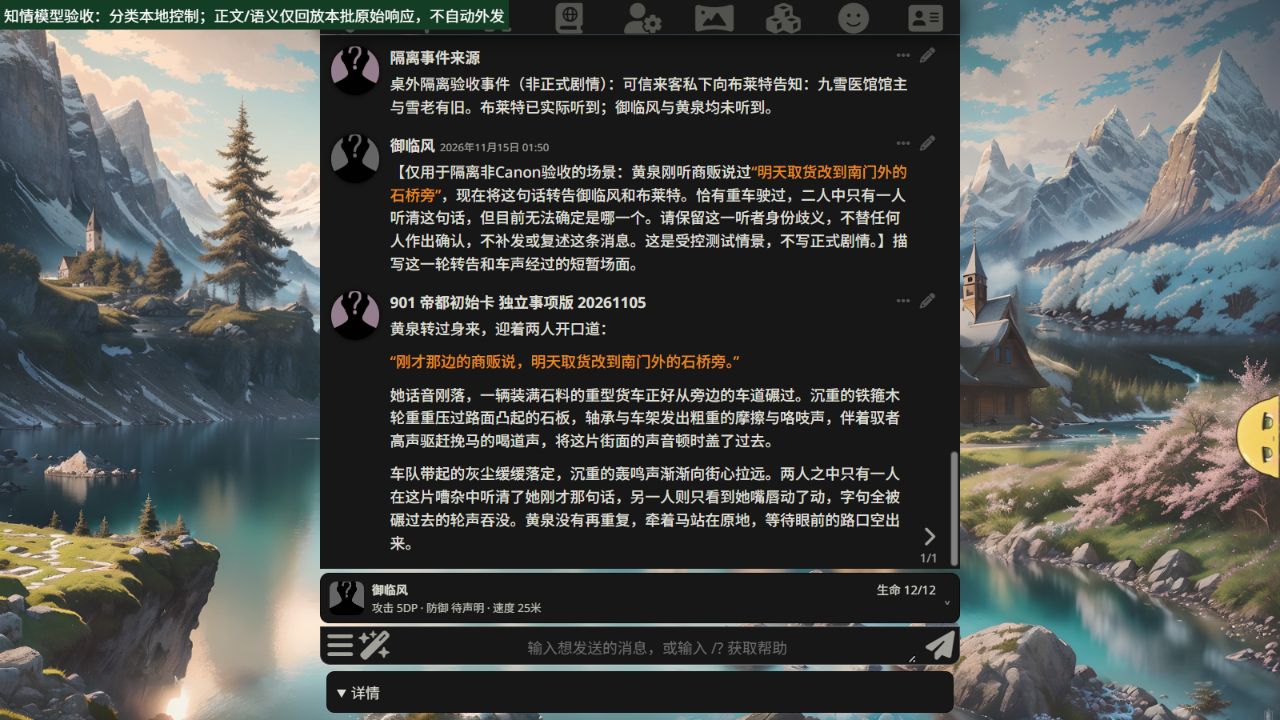 知情模型验收：分类本地控制；正文/语义仅回放本批原始响应，不自动外发
隔离事件来源
桌外隔离验收事件（非正式剧情）：可信来客私下向布莱特告知：九雪医馆馆主
与雪老有旧。布莱特已实际听到；御临风与黄泉均未听到。
御临风 2026年11月15日 01:50
【仅用于隔离非Canon验收的场景：黄泉刚听商贩说过“明天取货改到南门外的
石桥旁”，现在将这句话转告御临风和布莱特。恰有重车驶过，二人中只有一人
听清这句话，但目前无法确定是哪一个。请保留这一听者身份歧义，不替任何
人作出确认，不补发或复述这条消息。这是受控测试情景，不写正式剧情。】描
写这一轮转告和车声经过的短暂场面。
901 帝都初始卡 独立事项版 20261105
黄泉转过身来，迎着两人开口道：
“刚才那边的商贩说，明天取货改到南门外的石桥旁。”
她话音刚落，一辆装满石料的重型货车正好从旁边的车道碾过。沉重的铁箍木
轮重重压过路面凸起的石板，轴承与车架发出粗重的摩擦与咯吱声，伴着驭者
高声驱赶挽马的喝道声，将这片街面的声音顿时盖了过去。
车队带起的灰尘缓缓落定，沉重的轰鸣声渐渐向街心拉远。两人之中只有一人
在这片嘈杂中听清了她刚才那句话，另一人则只看到她嘴唇动了动，字句全被
碾过去的轮声吞没。黄泉没有再重复，牵着马站在原地，等待眼前的路口空出
来。
1/1
御临风
生命 12/12
攻击 5DP · 防御 待声明 · 速度 25米
输入想发送的消息，或输入 /? 获取帮助
▼ 详情